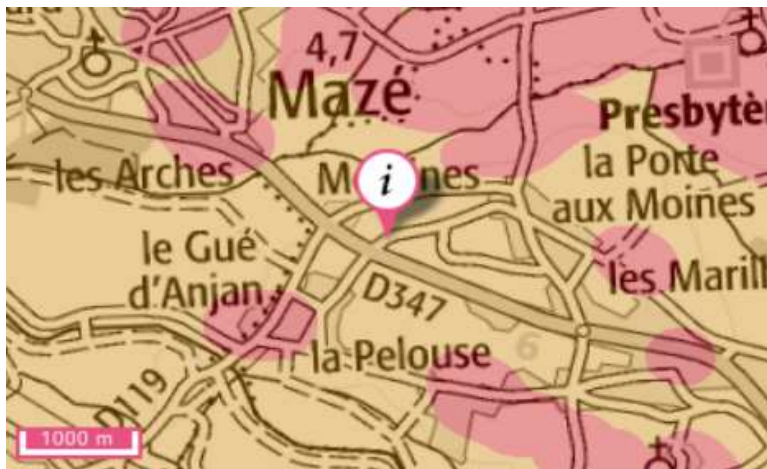 4,7
Mazé
Presbytè
les Arches
la Porte
aux Moines
i
le Gué
d'Anjan
les Marill
D347
la Pelouse
6
D119
1000 m